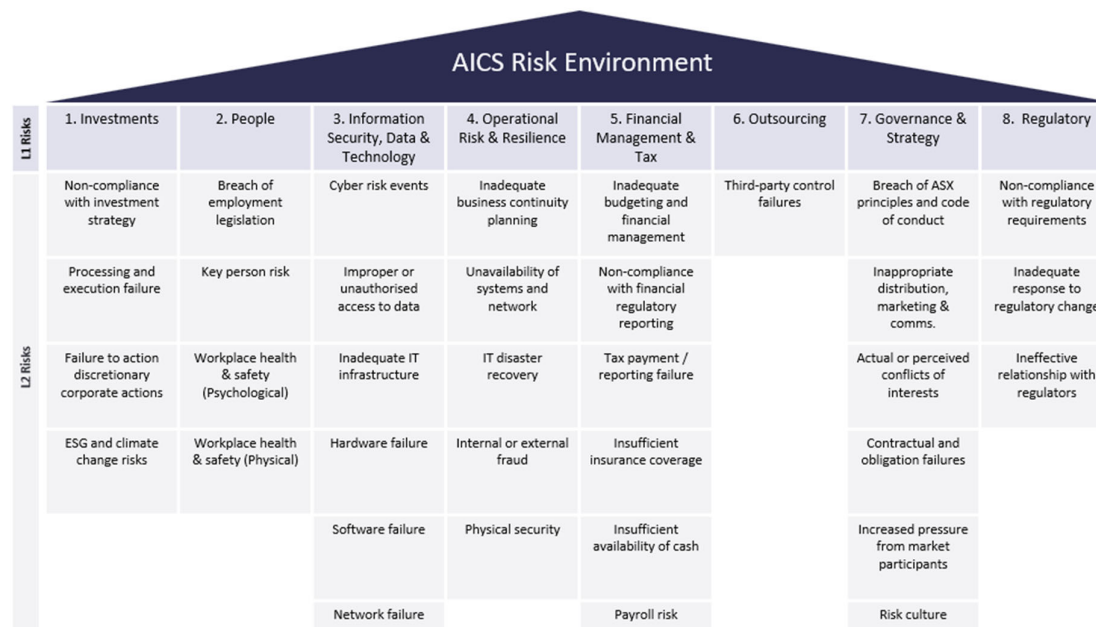 AICS Risk Environment
L1 Risks
1. Investments
2. People
3. Information
Security, Data &
Technology
4. Operational
Risk & Resilience
5. Financial
Management &
Tax
6. Outsourcing
7. Governance &
Strategy
8. Regulatory
L2 Risks
Non-compliance
with investment
strategy
Breach of
employment
legislation
Cyber risk events
Inadequate
business continuity
planning
Inadequate
budgeting and
financial
management
Third-party control
failures
Breach of ASX
principles and code
of conduct
Non-compliance
with regulatory
requirements
Processing and
execution failure
Key person risk
Improper or
unauthorised
access to data
Unavailability of
systems and
network
Non-compliance
with financial
regulatory
reporting
Inappropriate
distribution,
marketing &
comms.
Inadequate
response to
regulatory change
Failure to action
discretionary
corporate actions
Workplace health
& safety
(Psychological)
Inadequate IT
infrastructure
IT disaster
recovery
Tax payment /
reporting failure
Actual or perceived
conflicts of
interests
Ineffective
relationship with
regulators
ESG and climate
change risks
Workplace health
& safety (Physical)
Hardware failure
Internal or external
fraud
Insufficient
insurance coverage
Contractual and
obligation failures
Software failure
Physical security
Insufficient
availability of cash
Increased pressure
from market
participants
Network failure
Payroll risk
Risk culture